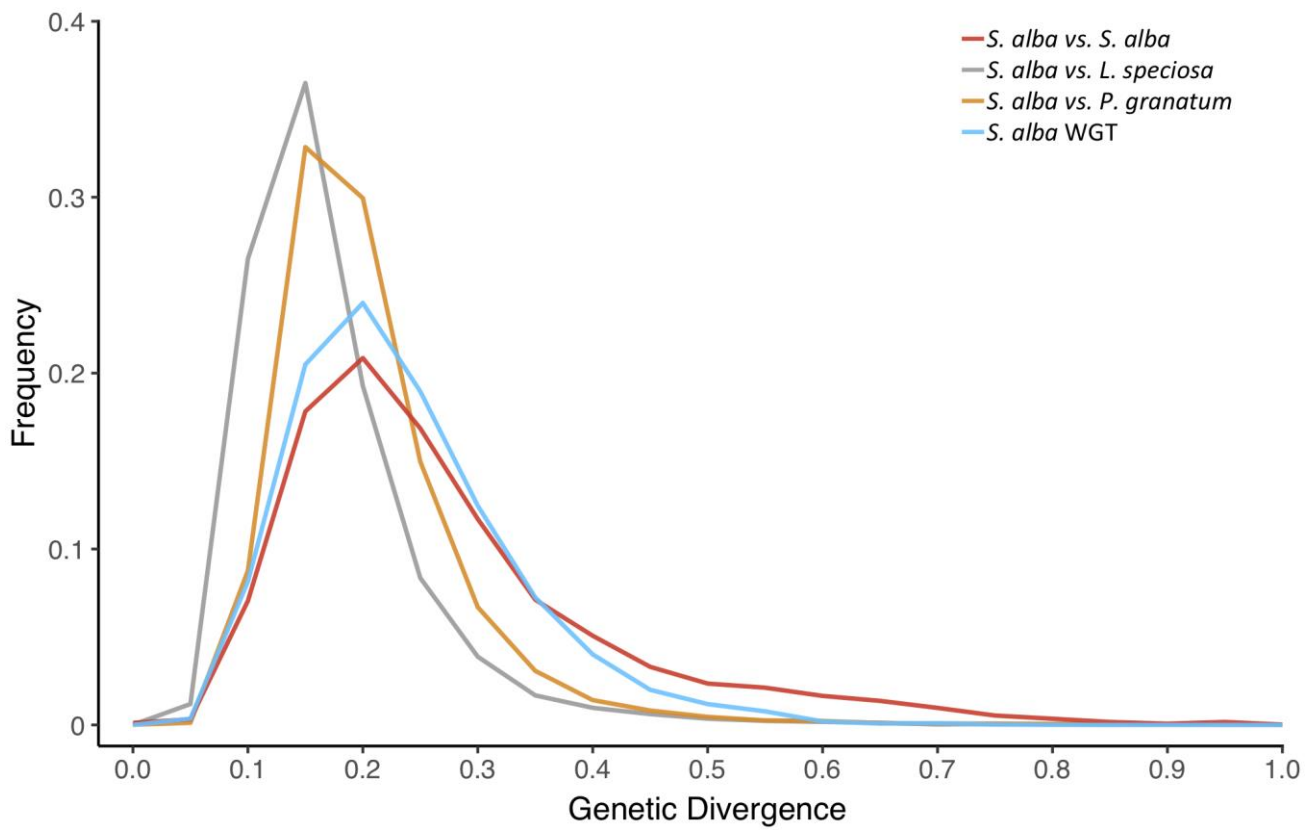 0.4
S. alba vs. S. alba
S. alba vs. L. speciosa
S. alba vs. P. granatum
S. alba WGT
0.3
Frequency
0.2
0.1
0
0.0 0.1 0.2 0.3 0.4 0.5 0.6 0.7 0.8 0.9 1.0
Genetic Divergence